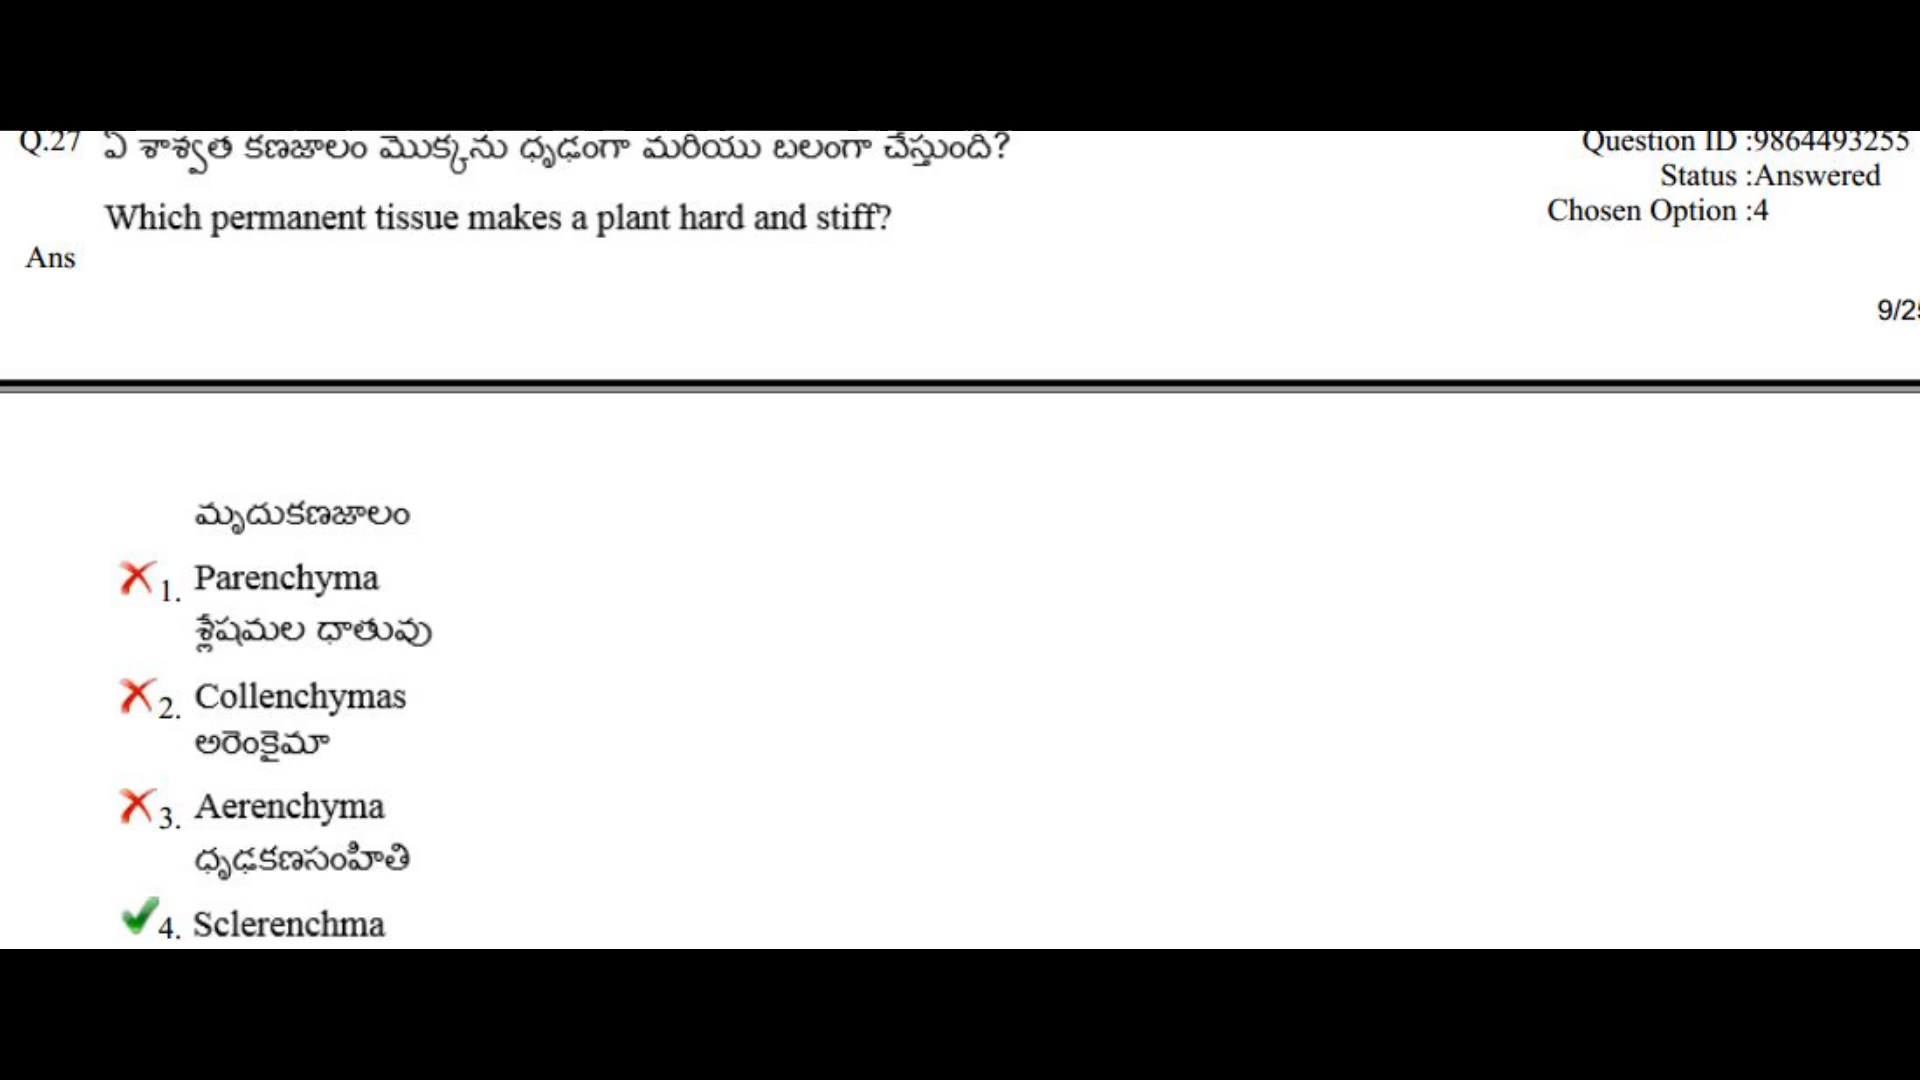 Q.27 ఏ శాశ్వత కణజాలం మొక్కను ధృఢంగా మరియు బలంగా చేస్తుంది?
Question ID :9864493255
Status :Answered
Which permanent tissue makes a plant hard and stiff?
Chosen Option :4
Ans
9/25
మృదుకణజాలం
1. Parenchyma
శ్లేషమల ధాతువు
2. Collenchymas
అరెంకైమా
3. Aerenchyma
ధృఢకణసంహితి
4. Sclerenchma